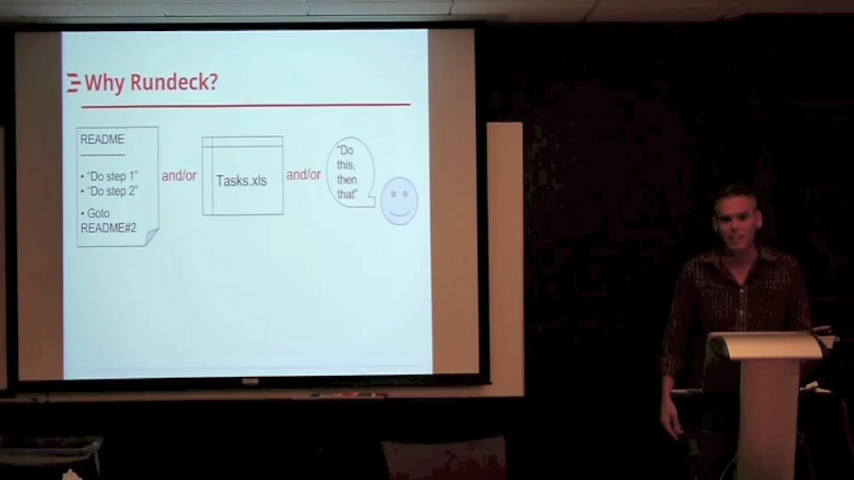 Why Rundeck?
README
• "Do step 1"
• "Do step 2"
• Goto
README#2
and/or
Tasks.xls
and/or
"Do
this,
then
that"